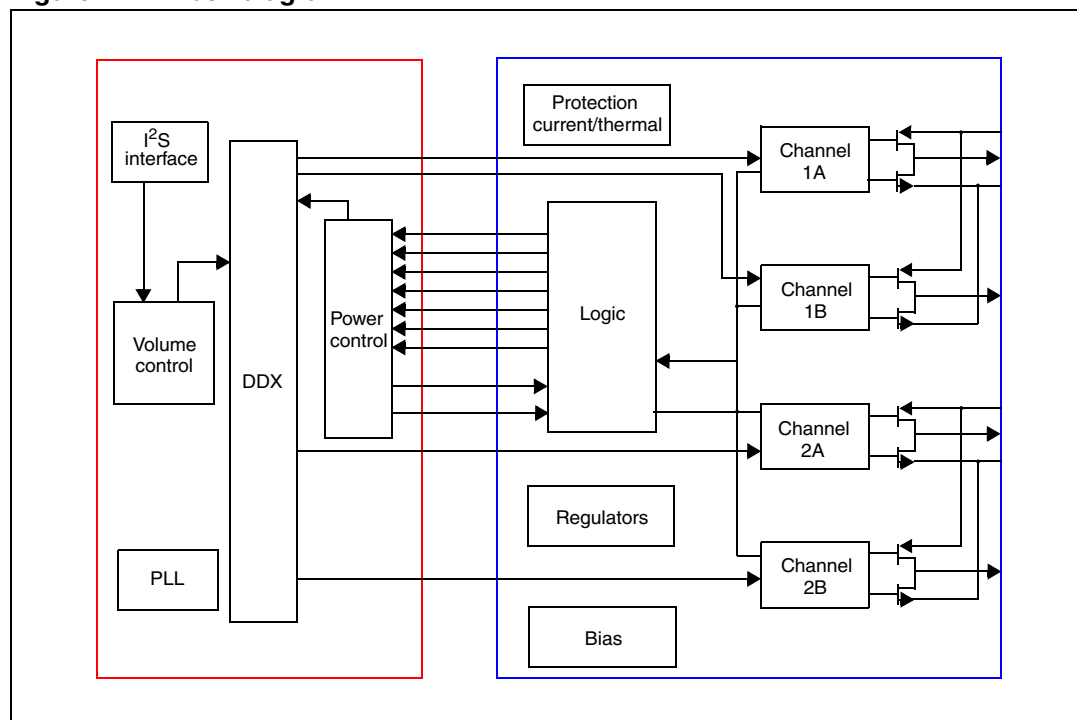 Protection
current/thermal
I²S
interface
Channel
1A
Channel
1B
Logic
Power
control
Volume
control
DDX
Channel
2A
Regulators
Channel
2B
PLL
Bias